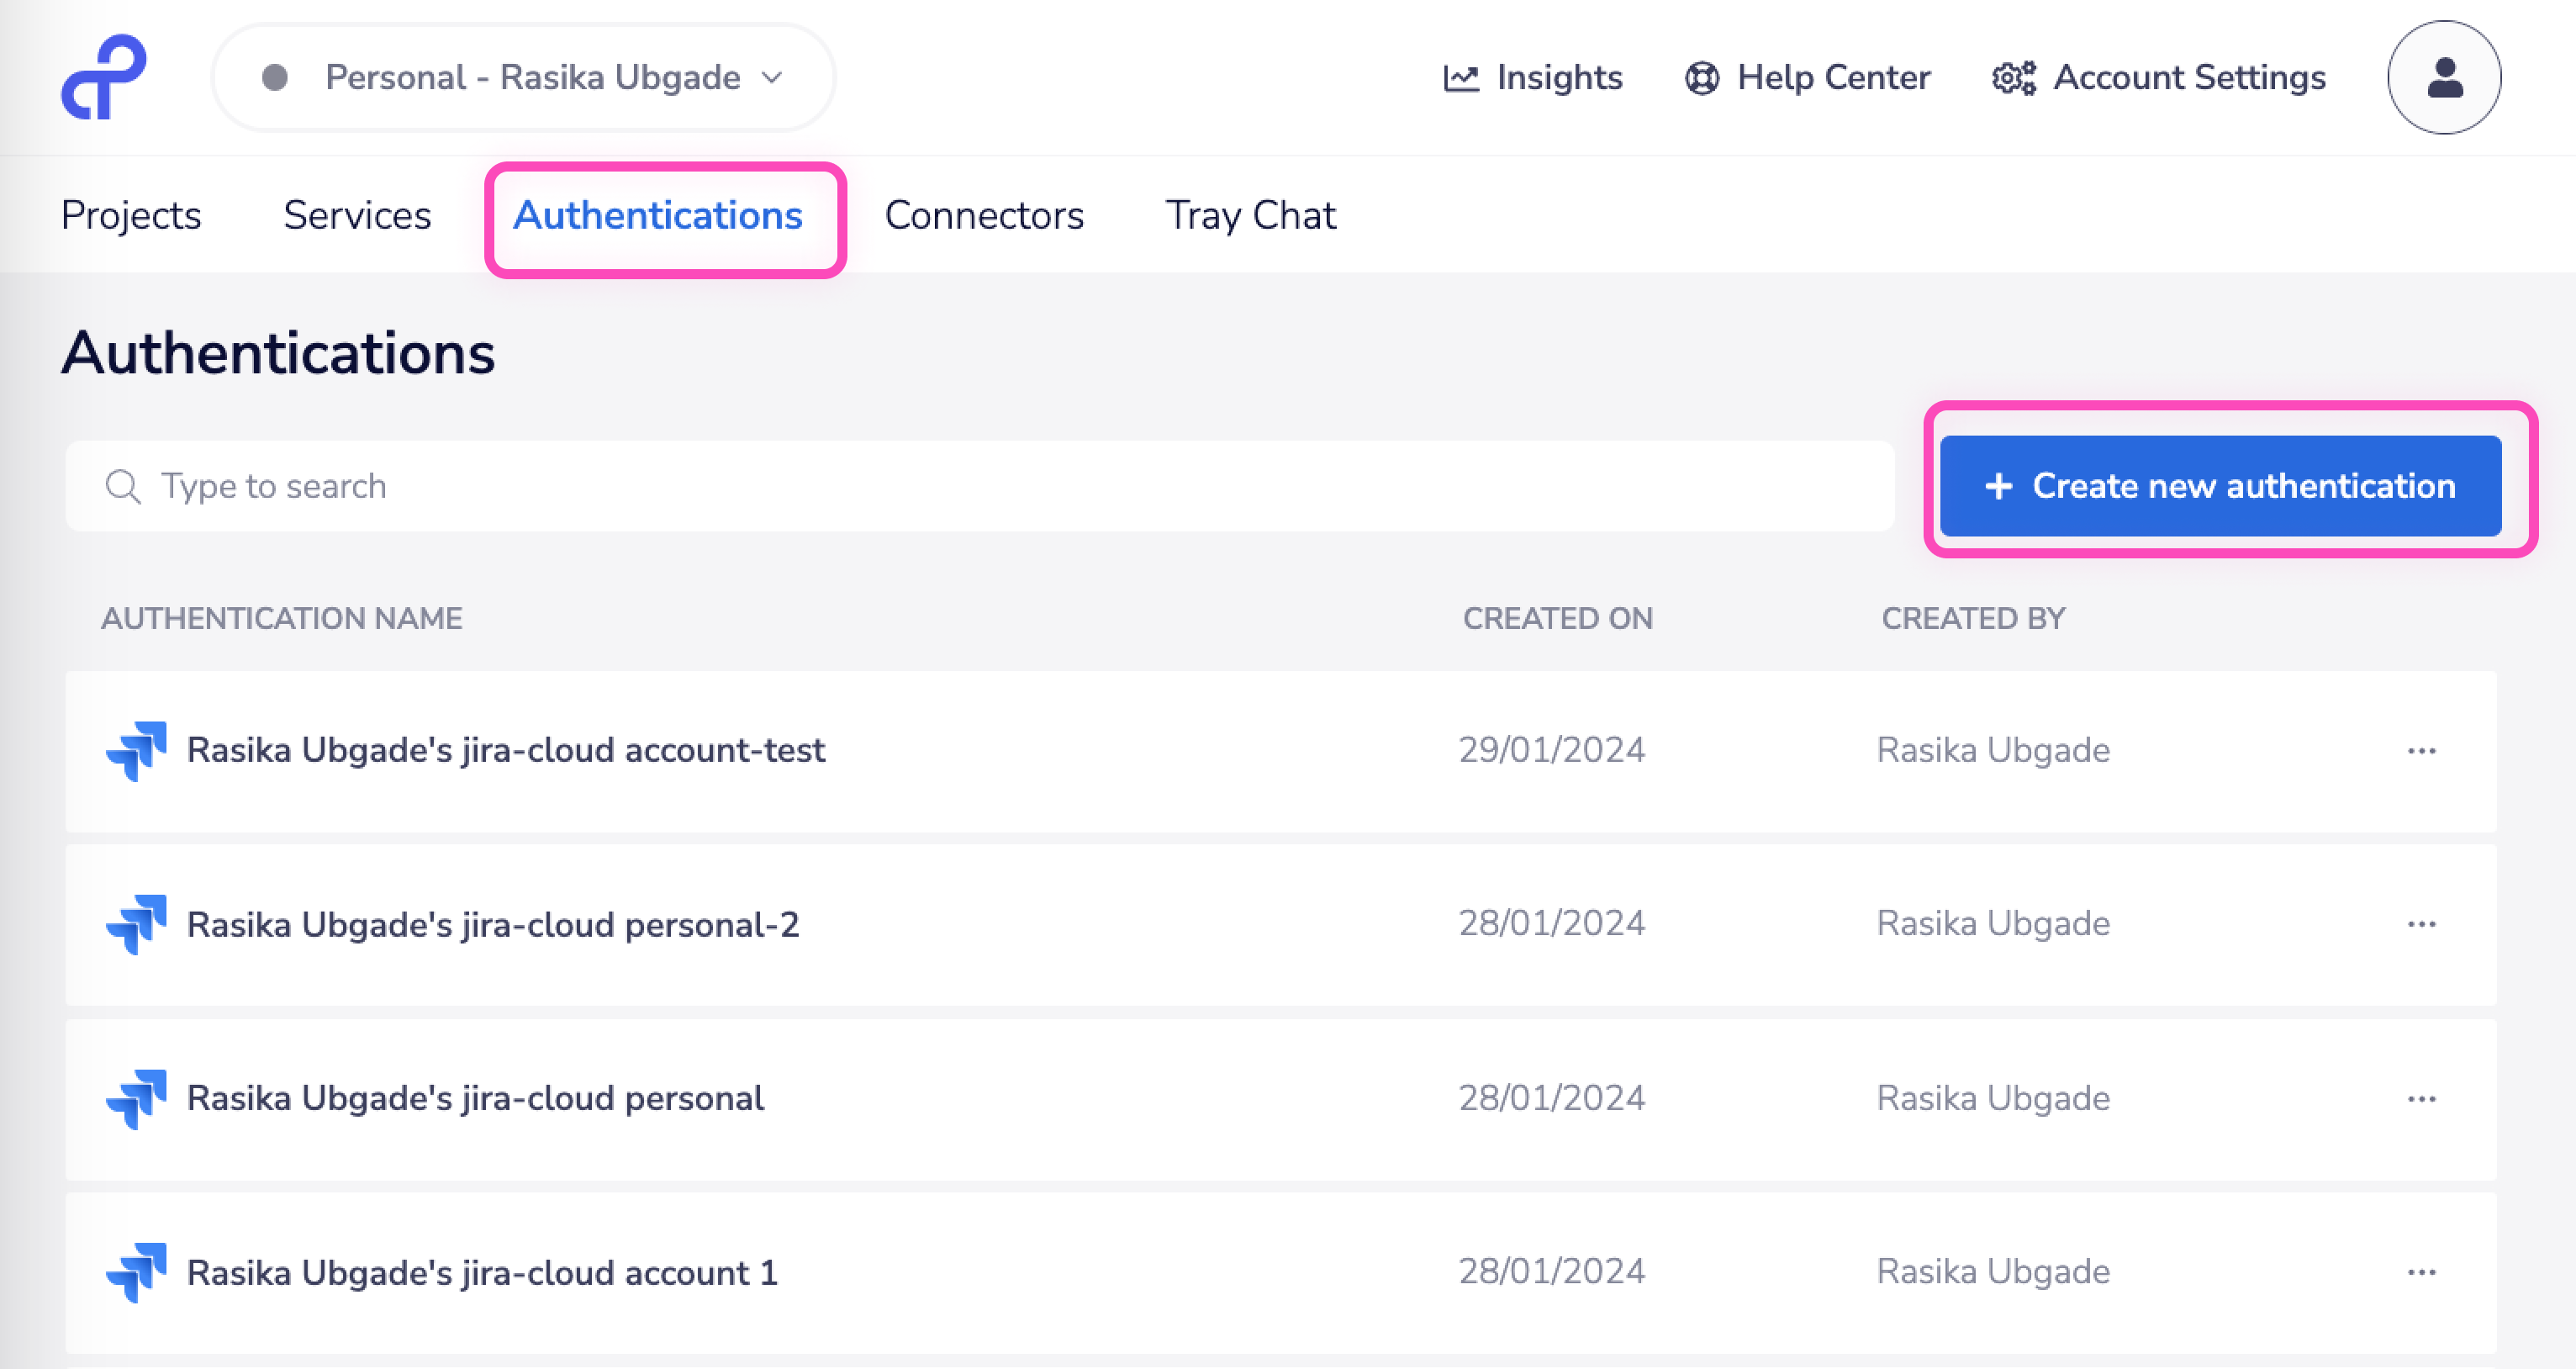 Personal - Rasika Ubgade
Insights
Help Center
Account Settings
Projects
Services
Authentications
Connectors
Tray Chat
Authentications
Type to search
+ Create new authentication
AUTHENTICATION NAME
CREATED ON
CREATED BY
Rasika Ubgade's jira-cloud account-test
29/01/2024
Rasika Ubgade
...
Rasika Ubgade's jira-cloud personal-2
28/01/2024
Rasika Ubgade
...
Rasika Ubgade's jira-cloud personal
28/01/2024
Rasika Ubgade
...
Rasika Ubgade's jira-cloud account 1
28/01/2024
Rasika Ubgade
...